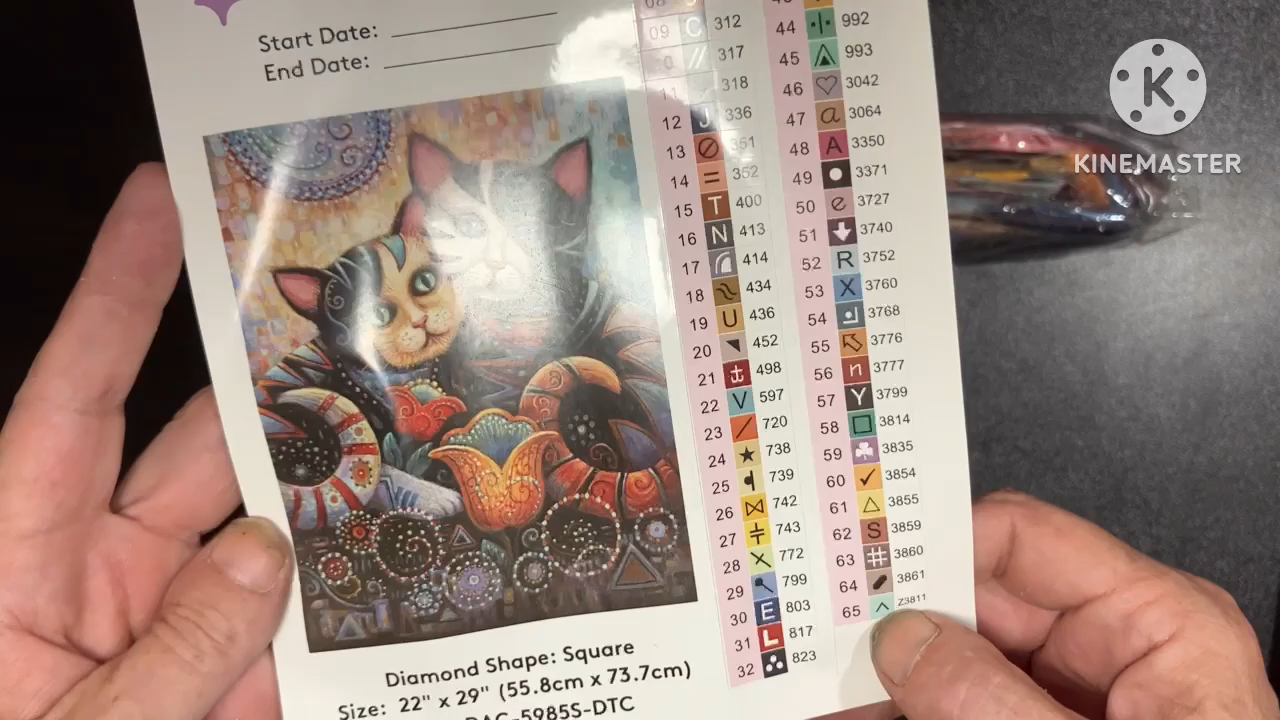 Start Date:
End Date:
09 C 312
317
318
12 J 336
13 351
14 = 352
15 T 400
16 N 413
17 414
18 434
19 U 436
20 452
21 498
22 V 597
23 / 720
24 ★ 738
25 739
26 742
27 743
28 X 772
29 799
30 E 803
31 L 817
32 823
44 992
45 993
46 ♡ 3042
47 a 3064
48 A 3350
49 ● 3371
50 e 3727
51 3740
52 R 3752
53 X 3760
54 3768
55 3776
56 n 3777
57 Y 3799
58 □ 3814
59 3835
60 ✓ 3854
61 △ 3855
62 S 3859
63 # 3860
64 3861
65 ^ Z3811
Diamond Shape: Square
Size: 22" x 29" (55.8cm x 73.7cm)
DAC-5985S-DTC
K
KINEMASTER